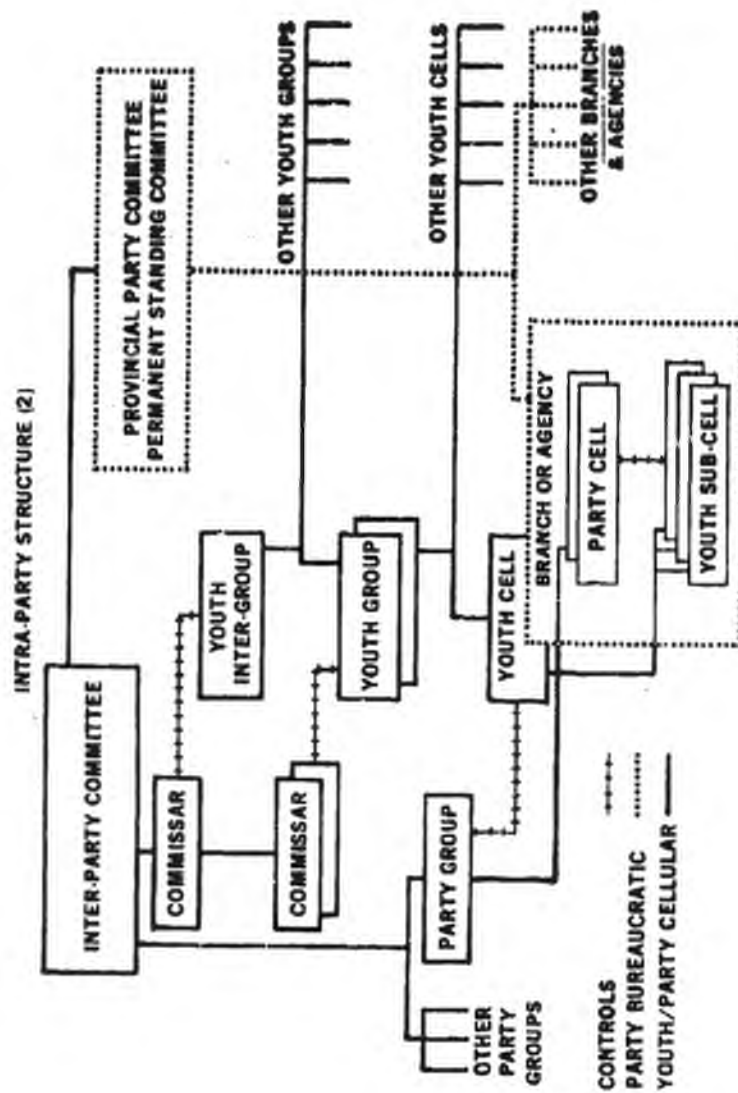 INTRA-PARTY STRUCTURE (2)
INTER-PARTY COMMITTEE
PROVINCIAL PARTY COMMITTEE
PERMANENT STANDING COMMITTEE
COMMISSAR
YOUTH
INTER-GROUP
OTHER YOUTH GROUPS
COMMISSAR
YOUTH GROUP
OTHER YOUTH CELLS
PARTY GROUP
YOUTH CELL
OTHER
PARTY
GROUPS
BRANCH OR AGENCY
PARTY CELL
OTHER BRANCHES
& AGENCIES
YOUTH SUB-CELL
CONTROLS
PARTY BUREAUCRATIC
YOUTH/PARTY CELLULAR